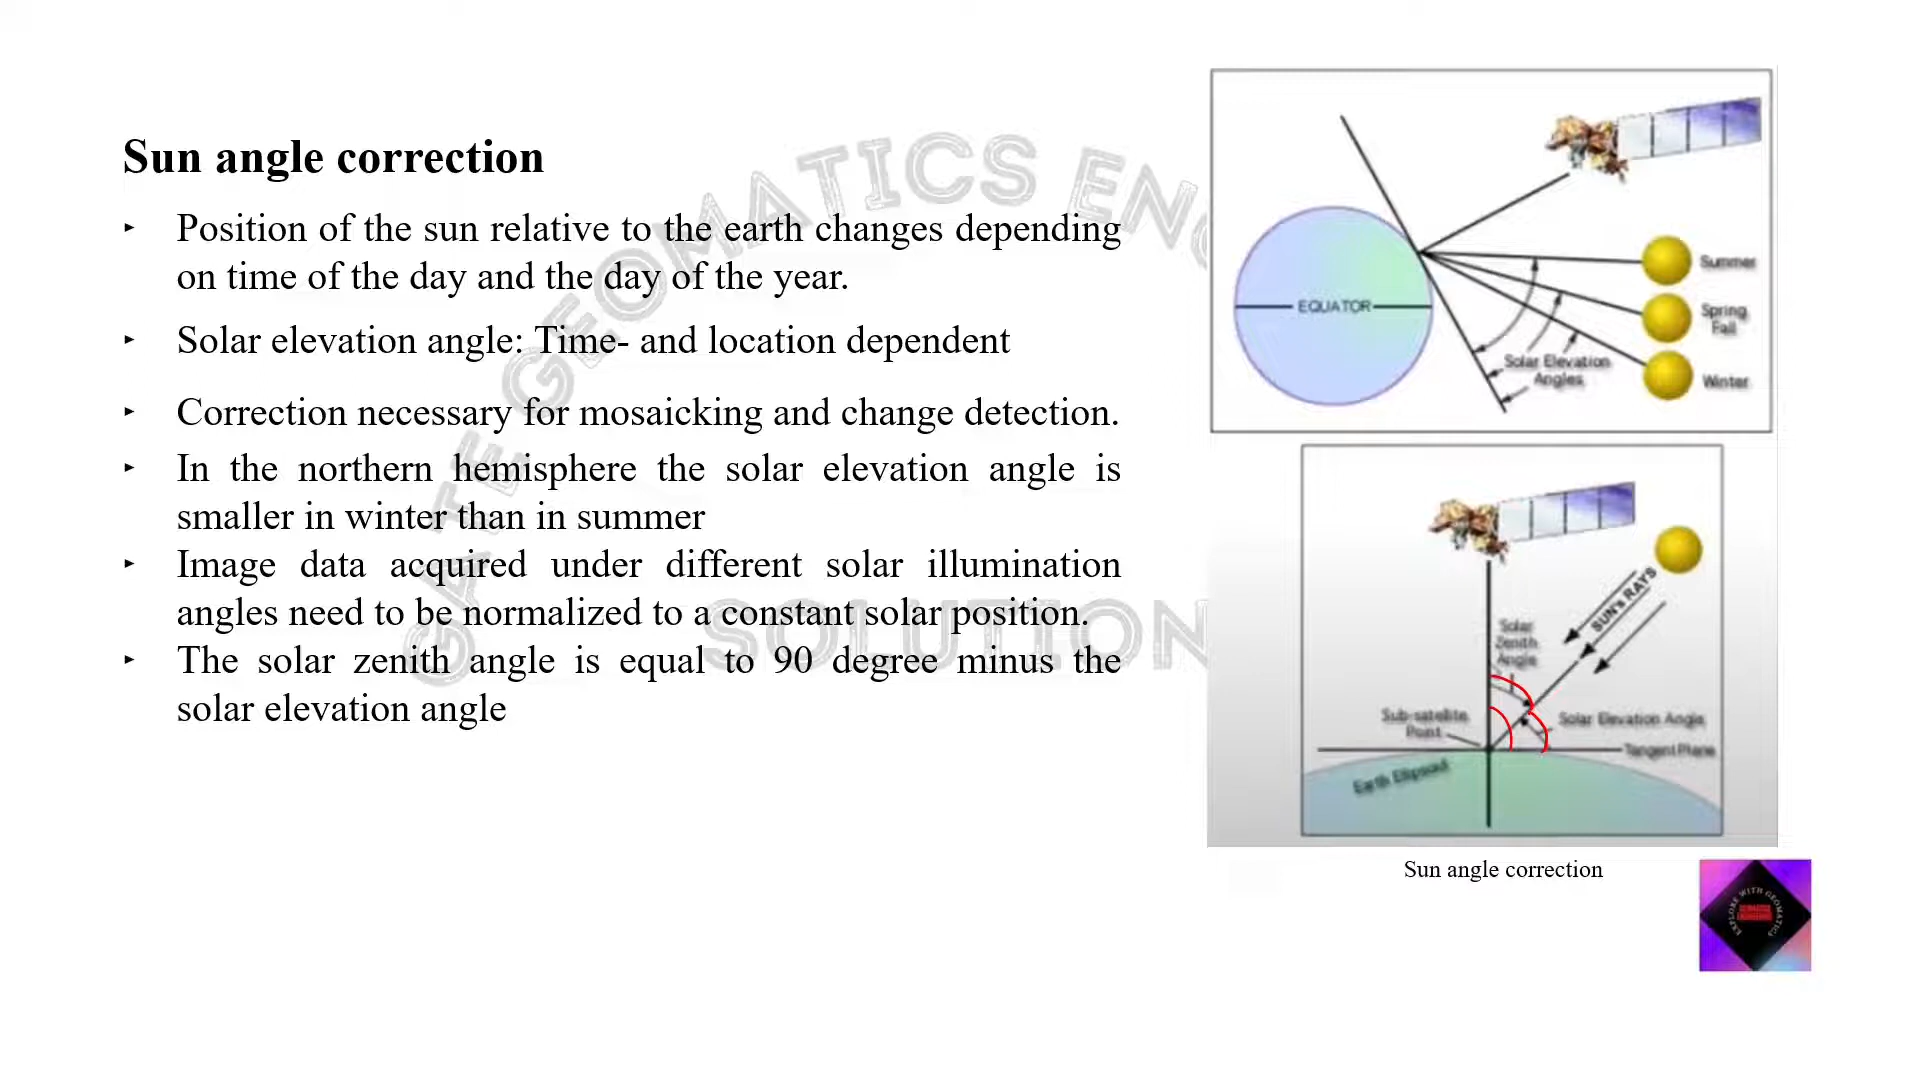 Sun angle correction
‣ Position of the sun relative to the earth changes depending
on time of the day and the day of the year.
‣ Solar elevation angle: Time- and location dependent
‣ Correction necessary for mosaicking and change detection.
‣ In the northern hemisphere the solar elevation angle is
smaller in winter than in summer
‣ Image data acquired under different solar illumination
angles need to be normalized to a constant solar position.
‣ The solar zenith angle is equal to 90 degree minus the
solar elevation angle
GATE GEOMATICS EN
SOLUTION
EQUATOR
Summer
Spring
Fall
Winter
Solar Elevation
Angles
SUN's RAYS
Solar
Zenith
Angle
Sub-satellite
Point
Solar Elevation Angle
Tangent Plane
Earth Ellipsoid
Sun angle correction
EXPLORE WITH GEOMATICS